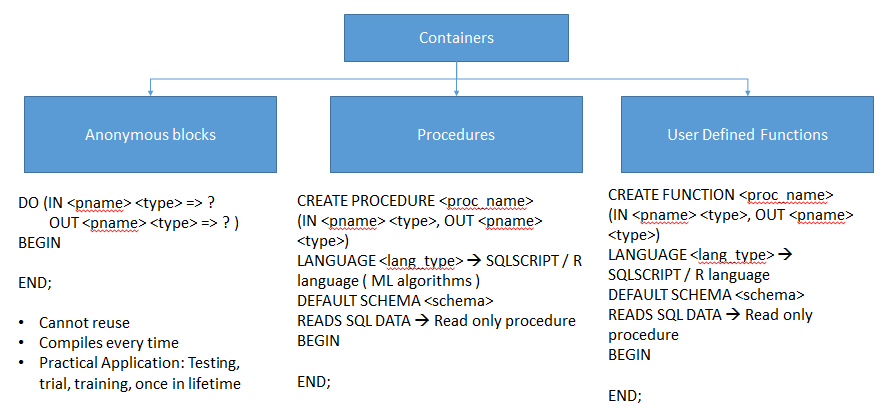 Containers
Anonymous blocks
Procedures
User Defined Functions
DO (IN <pname> <type> => ?
OUT <pname> <type> => ? )
BEGIN
END;
• Cannot reuse
• Compiles every time
• Practical Application: Testing,
trial, training, once in lifetime
CREATE PROCEDURE <proc_name>
(IN <pname> <type>, OUT <pname>
<type>)
LANGUAGE <lang_type> → SQLSCRIPT / R
language ( ML algorithms )
DEFAULT SCHEMA <schema>
READS SQL DATA → Read only procedure
BEGIN
END;
CREATE FUNCTION <proc_name>
(IN <pname> <type>, OUT <pname>
<type>)
LANGUAGE <lang_type> →
SQLSCRIPT / R language
DEFAULT SCHEMA <schema>
READS SQL DATA → Read only
procedure
BEGIN
END;